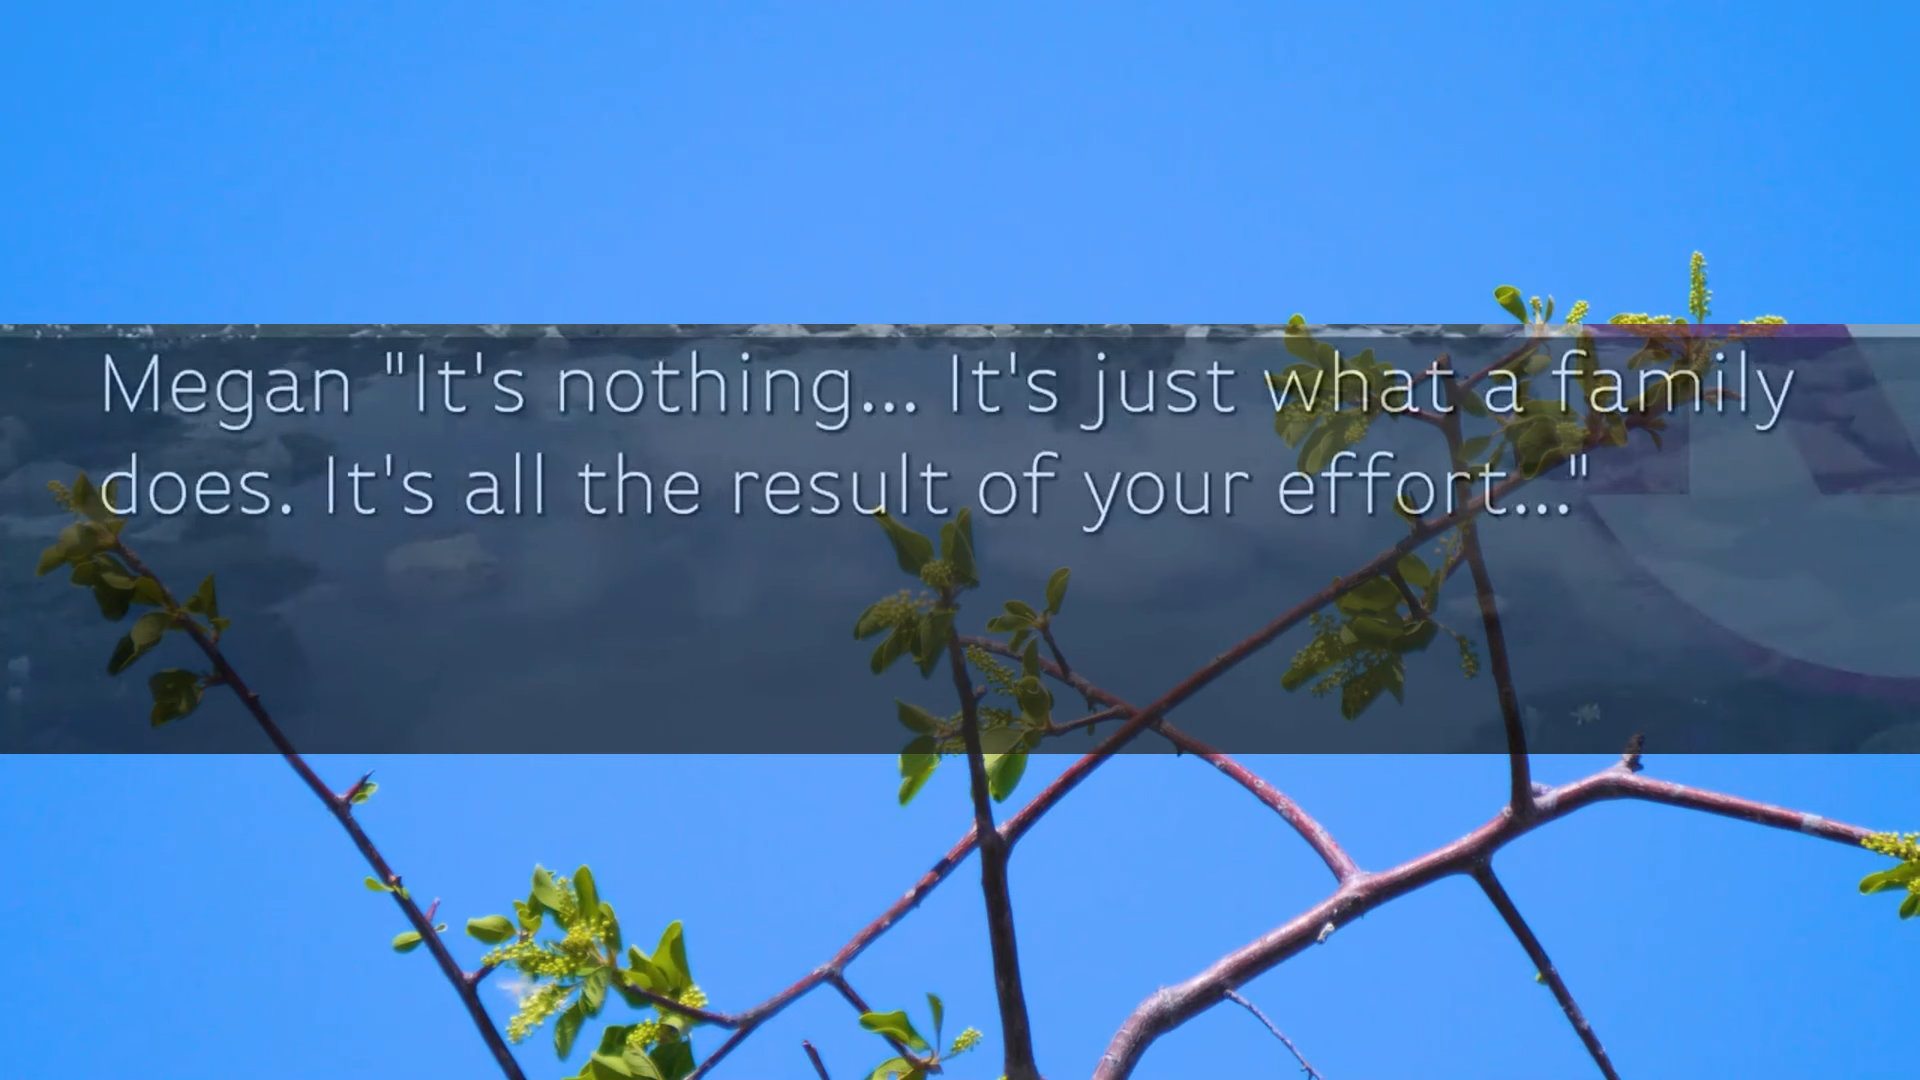 Megan "It's nothing... It's just what a family
does. It's all the result of your effort..."